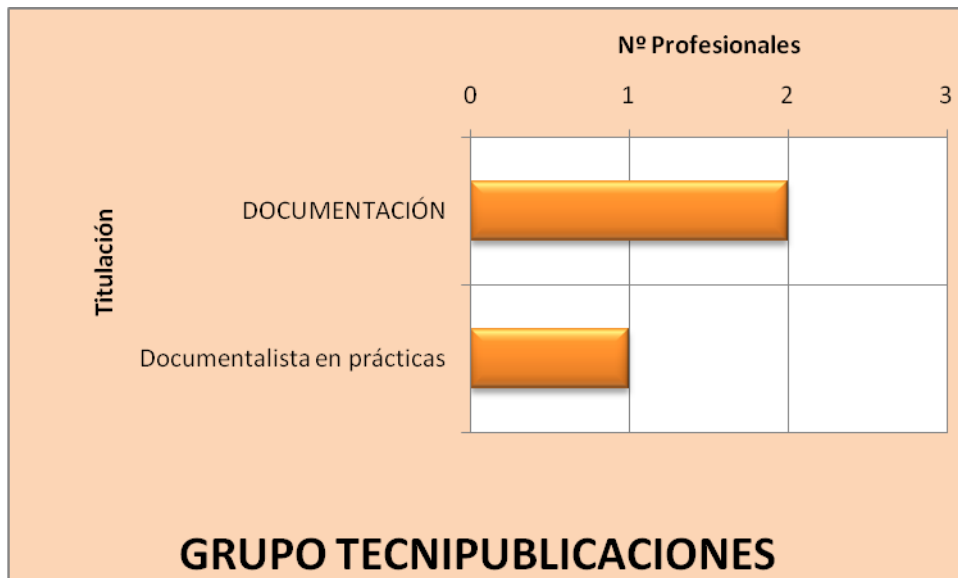 Nº Profesionales
0 1 2 3
Titulación
DOCUMENTACIÓN
Documentalista en prácticas
GRUPO TECNIPUBLICACIONES